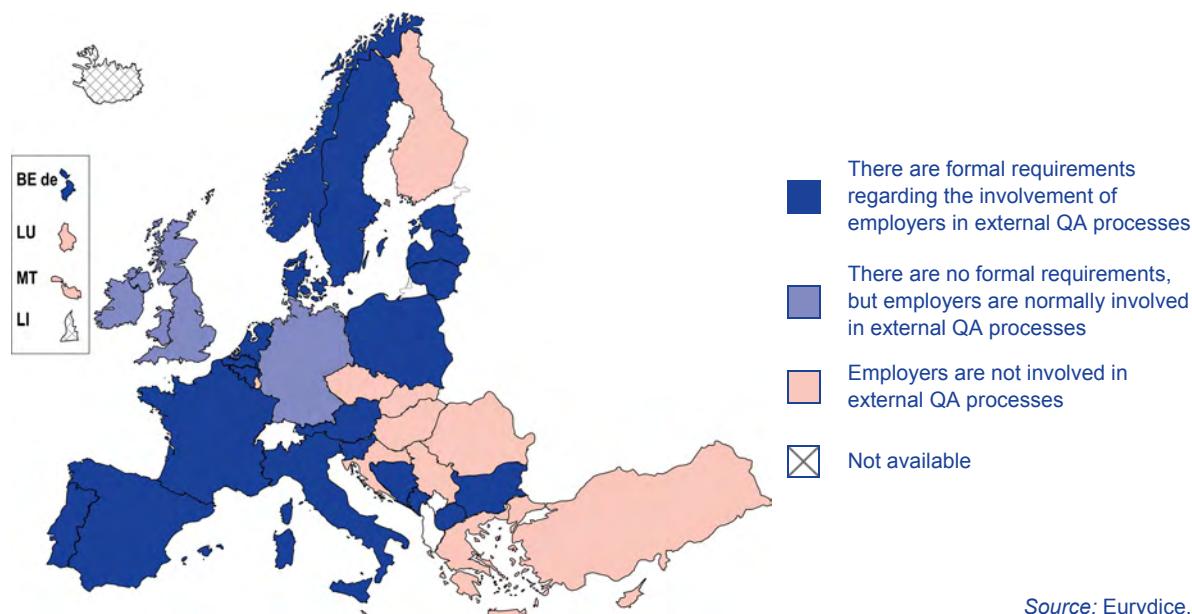 BE de
LU
MT
LI
There are formal requirements
regarding the involvement of
employers in external QA processes
There are no formal requirements,
but employers are normally involved
in external QA processes
Employers are not involved in
external QA processes
Not available
Source: Eurydice.